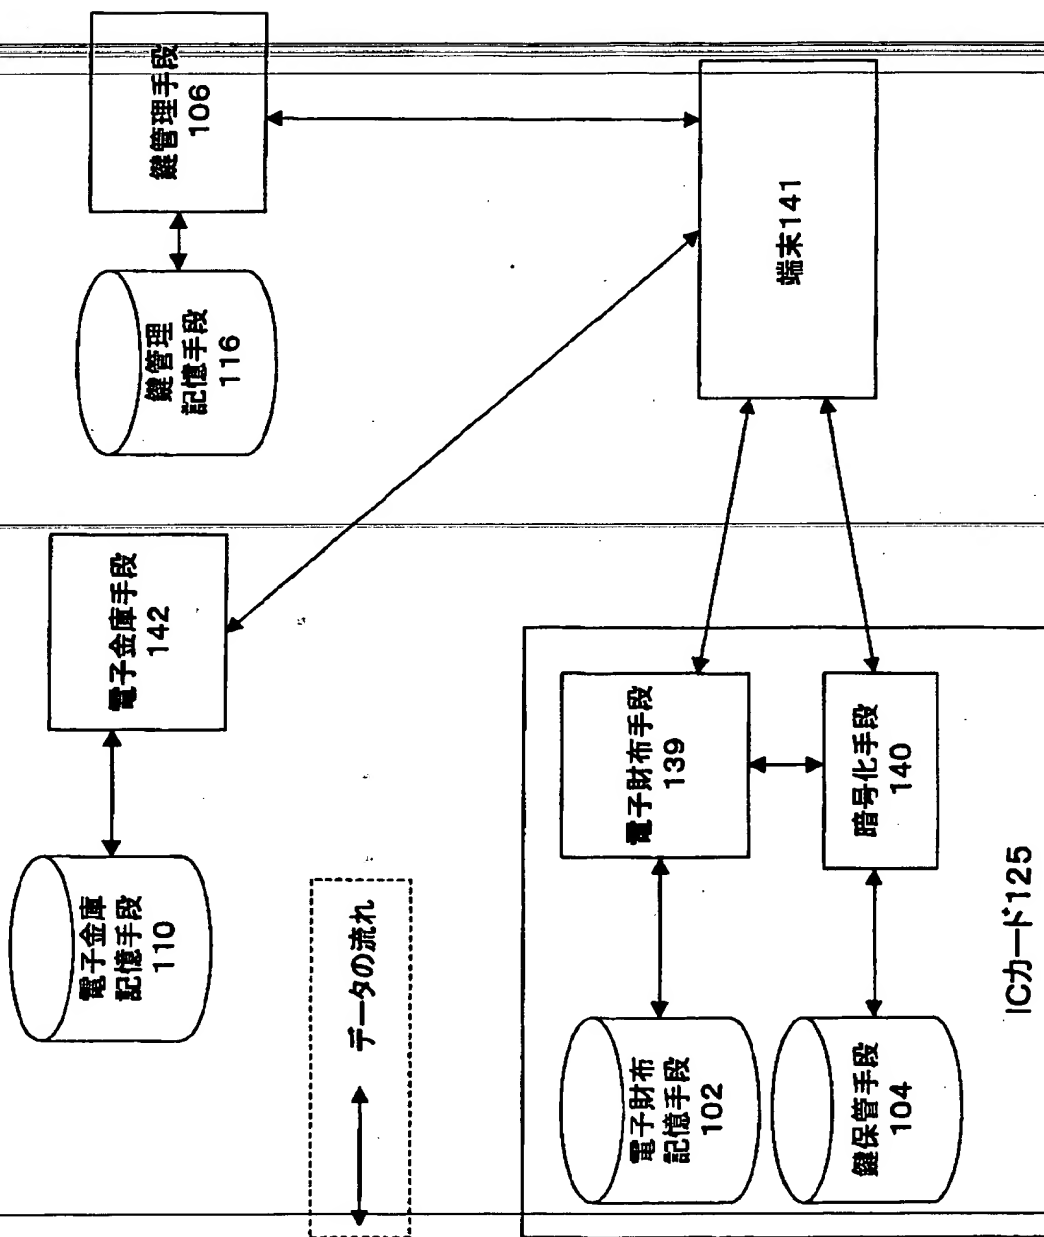 電子金庫
記憶手段
110
電子金庫手段
142
鍵管理
記憶手段
116
鍵管理手段
106
データの流れ
電子財布
記憶手段
102
電子財布手段
139
端末141
鍵保管手段
104
暗号化手段
140
ICカード125